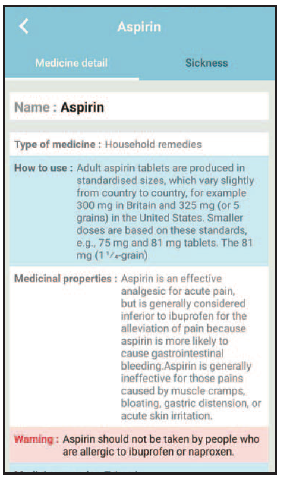 Aspirin
Medicine detail
Sickness
Name : Aspirin
Type of medicine : Household remedies
How to use : Adult aspirin tablets are produced in
standardised sizes, which vary slightly
from country to country, for example
300 mg in Britain and 325 mg (or 5
grains) in the United States. Smaller
doses are based on these standards,
e.g., 75 mg and 81 mg tablets. The 81
mg (1 ¹/₄-grain)
Medicinal properties : Aspirin is an effective
analgesic for acute pain,
but is generally considered
inferior to ibuprofen for the
alleviation of pain because
aspirin is more likely to
cause gastrointestinal
bleeding.Aspirin is generally
ineffective for those pains
caused by muscle cramps,
bloating, gastric distension, or
acute skin irritation.
Warning : Aspirin should not be taken by people who
are allergic to ibuprofen or naproxen.